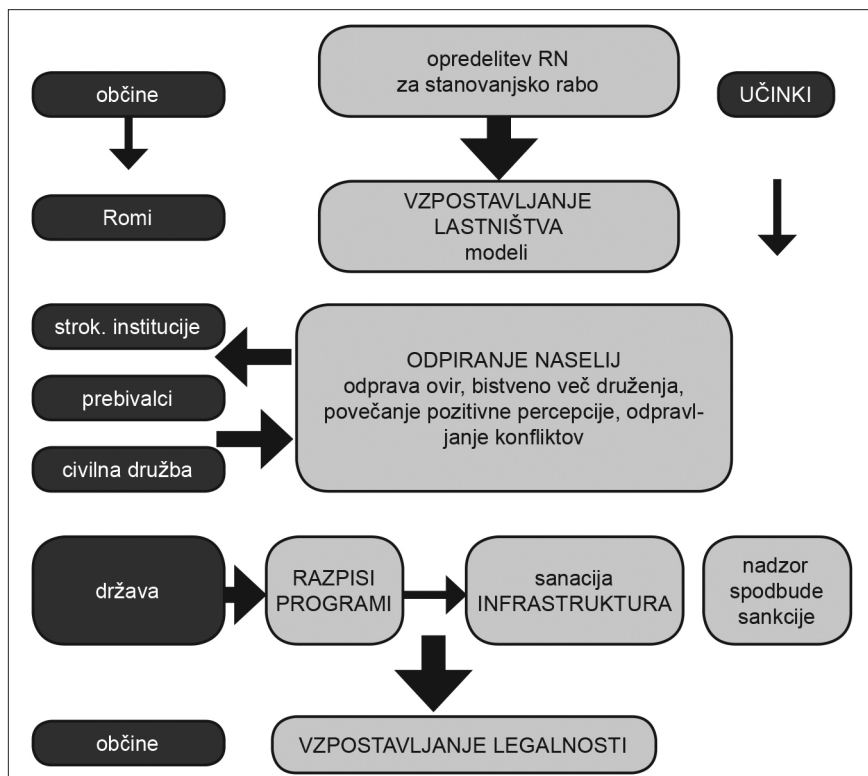 občine
opredelitev RN
za stanovanjsko rabo
UČINKI
Romi
VZPOSTAVLJANJE
LASTNIŠTVA
modeli
strok. institucije
prebivalci
civilna družba
ODPIRANJE NASELIJ
odprava ovir, bistveno več druženja,
povečanje pozitivne percepcije, odpravl-
janje konfliktov
država
RAZPISI
PROGRAMI
sanacija
INFRASTRUKTURA
nadzor
spodbude
sankcije
občine
VZPOSTAVLJANJE LEGALNOSTI